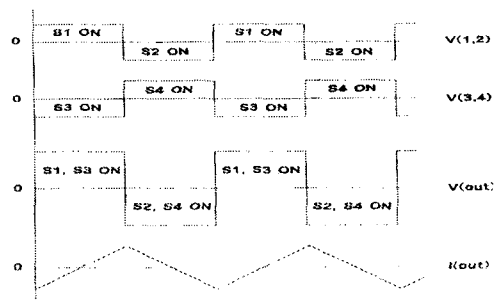 S1 ON S1 ON
0 V(1,2)
S2 ON S2 ON
S4 ON S4 ON
0 V(3,4)
S3 ON S3 ON
S1, S3 ON S1, S3 ON
0 V(out)
S2, S4 ON S2, S4 ON
0 I(out)